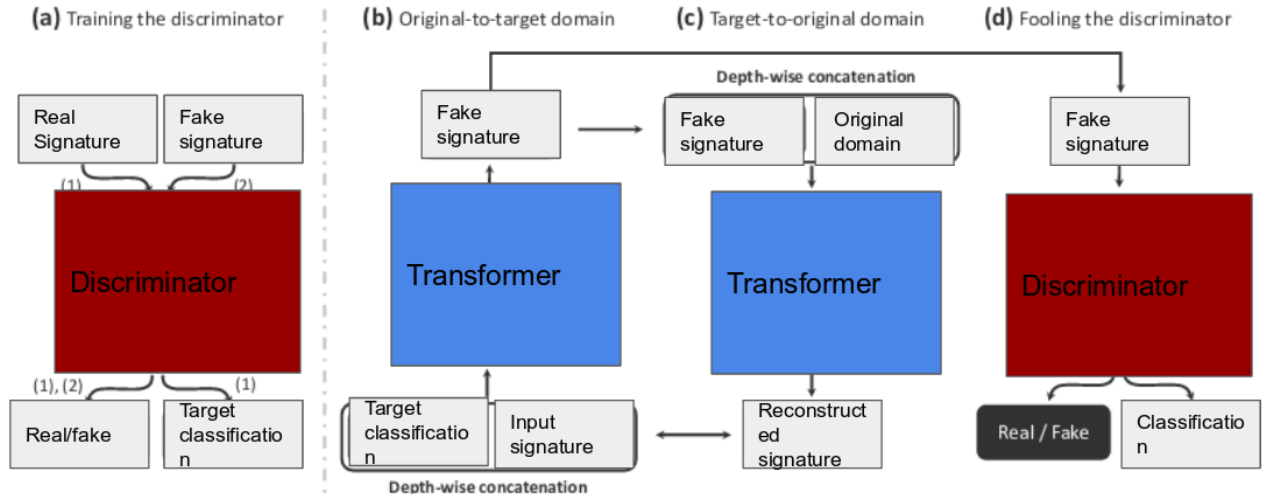 (a) Training the discriminator
(b) Original-to-target domain
(c) Target-to-original domain
(d) Fooling the discriminator
Real
Signature
Fake
signature
(1)
(2)
Discriminator
(1), (2)
(1)
Real/fake
Target
classificatio
n
Fake
signature
Transformer
Target
classification
n
Input
signature
Depth-wise concatenation
Depth-wise concatenation
Fake
signature
Original
domain
Transformer
Reconstruct
ed
signature
Fake
signature
Discriminator
Real / Fake
Classificatio
n